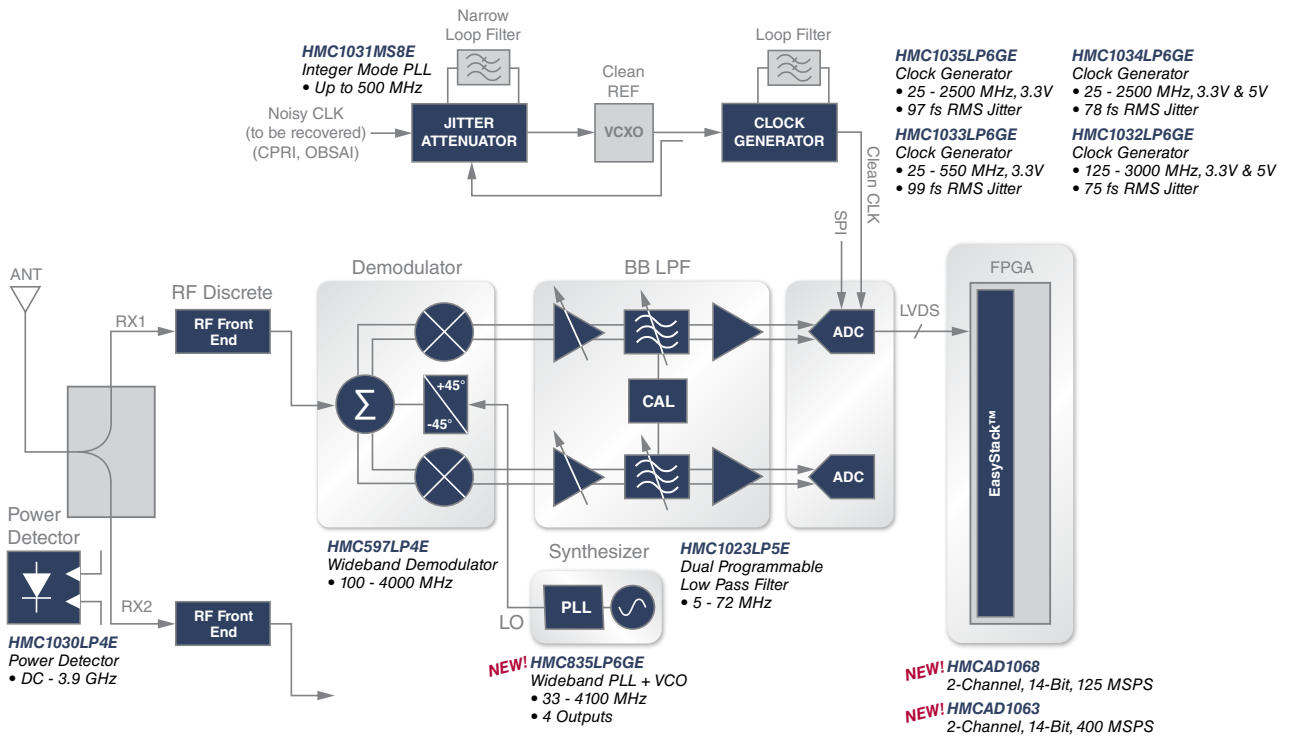 Narrow
Loop Filter
HMC1031MS8E
Integer Mode PLL
• Up to 500 MHz
Noisy CLK
(to be recovered)
(CPRI, OBSAI)
JITTER
ATTENUATOR
Clean
REF
VCXO
Loop Filter
CLOCK
GENERATOR
Clean CLK
SPI
HMC1035LP6GE
Clock Generator
• 25 - 2500 MHz, 3.3V
• 97 fs RMS Jitter
HMC1034LP6GE
Clock Generator
• 25 - 2500 MHz, 3.3V & 5V
• 78 fs RMS Jitter
HMC1033LP6GE
Clock Generator
• 25 - 550 MHz, 3.3V
• 99 fs RMS Jitter
HMC1032LP6GE
Clock Generator
• 125 - 3000 MHz, 3.3V & 5V
• 75 fs RMS Jitter
ANT
RX1
RF Discrete
RF Front
End
Demodulator
Σ
+45°
-45°
BB LPF
CAL
ADC
ADC
LVDS
FPGA
EasyStack™
Power
Detector
HMC1030LP4E
Power Detector
• DC - 3.9 GHz
RX2
RF Front
End
HMC597LP4E
Wideband Demodulator
• 100 - 4000 MHz
Synthesizer
LO
PLL
NEW! HMC835LP6GE
Wideband PLL + VCO
• 33 - 4100 MHz
• 4 Outputs
HMC1023LP5E
Dual Programmable
Low Pass Filter
• 5 - 72 MHz
NEW! HMCAD1068
2-Channel, 14-Bit, 125 MSPS
NEW! HMCAD1063
2-Channel, 14-Bit, 400 MSPS